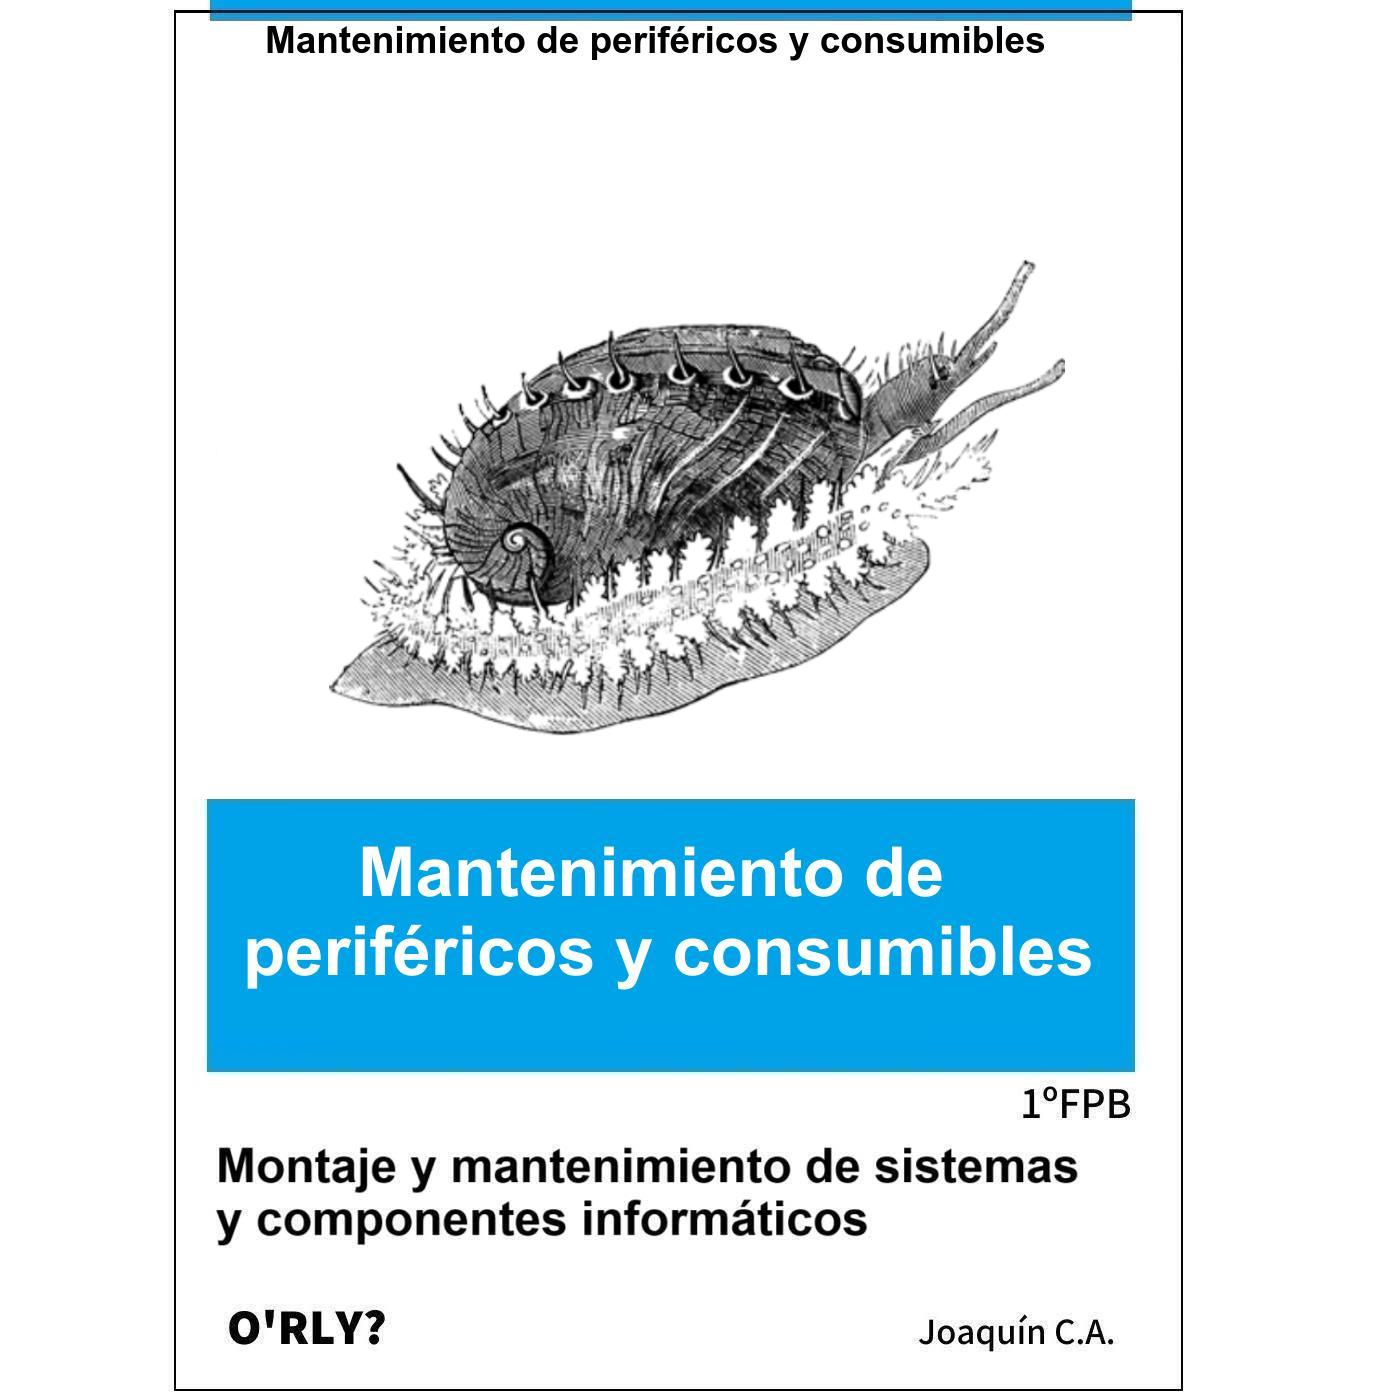 Mantenimiento de periféricos y consumibles
Mantenimiento de
periféricos y consumibles
1ºFPB
Montaje y mantenimiento de sistemas
y componentes informáticos
O'RLY?
Joaquín C.A.